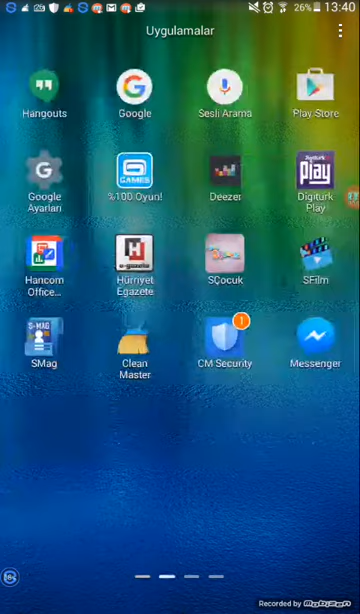 26% 13:40
Uygulamalar
Hangouts
Google
Sesli Arama
Play Store
GAMES
DIGITURK
play
Google
Ayarları
%100 Oyun!
Deezer
Digiturk
Play
H
e-gazete
Hancom
Office...
Hürriyet
Egazete
SÇocuk
SFilm
S-MAG
1
SMag
Clean
Master
CM Security
Messenger
Recorded by mobizen